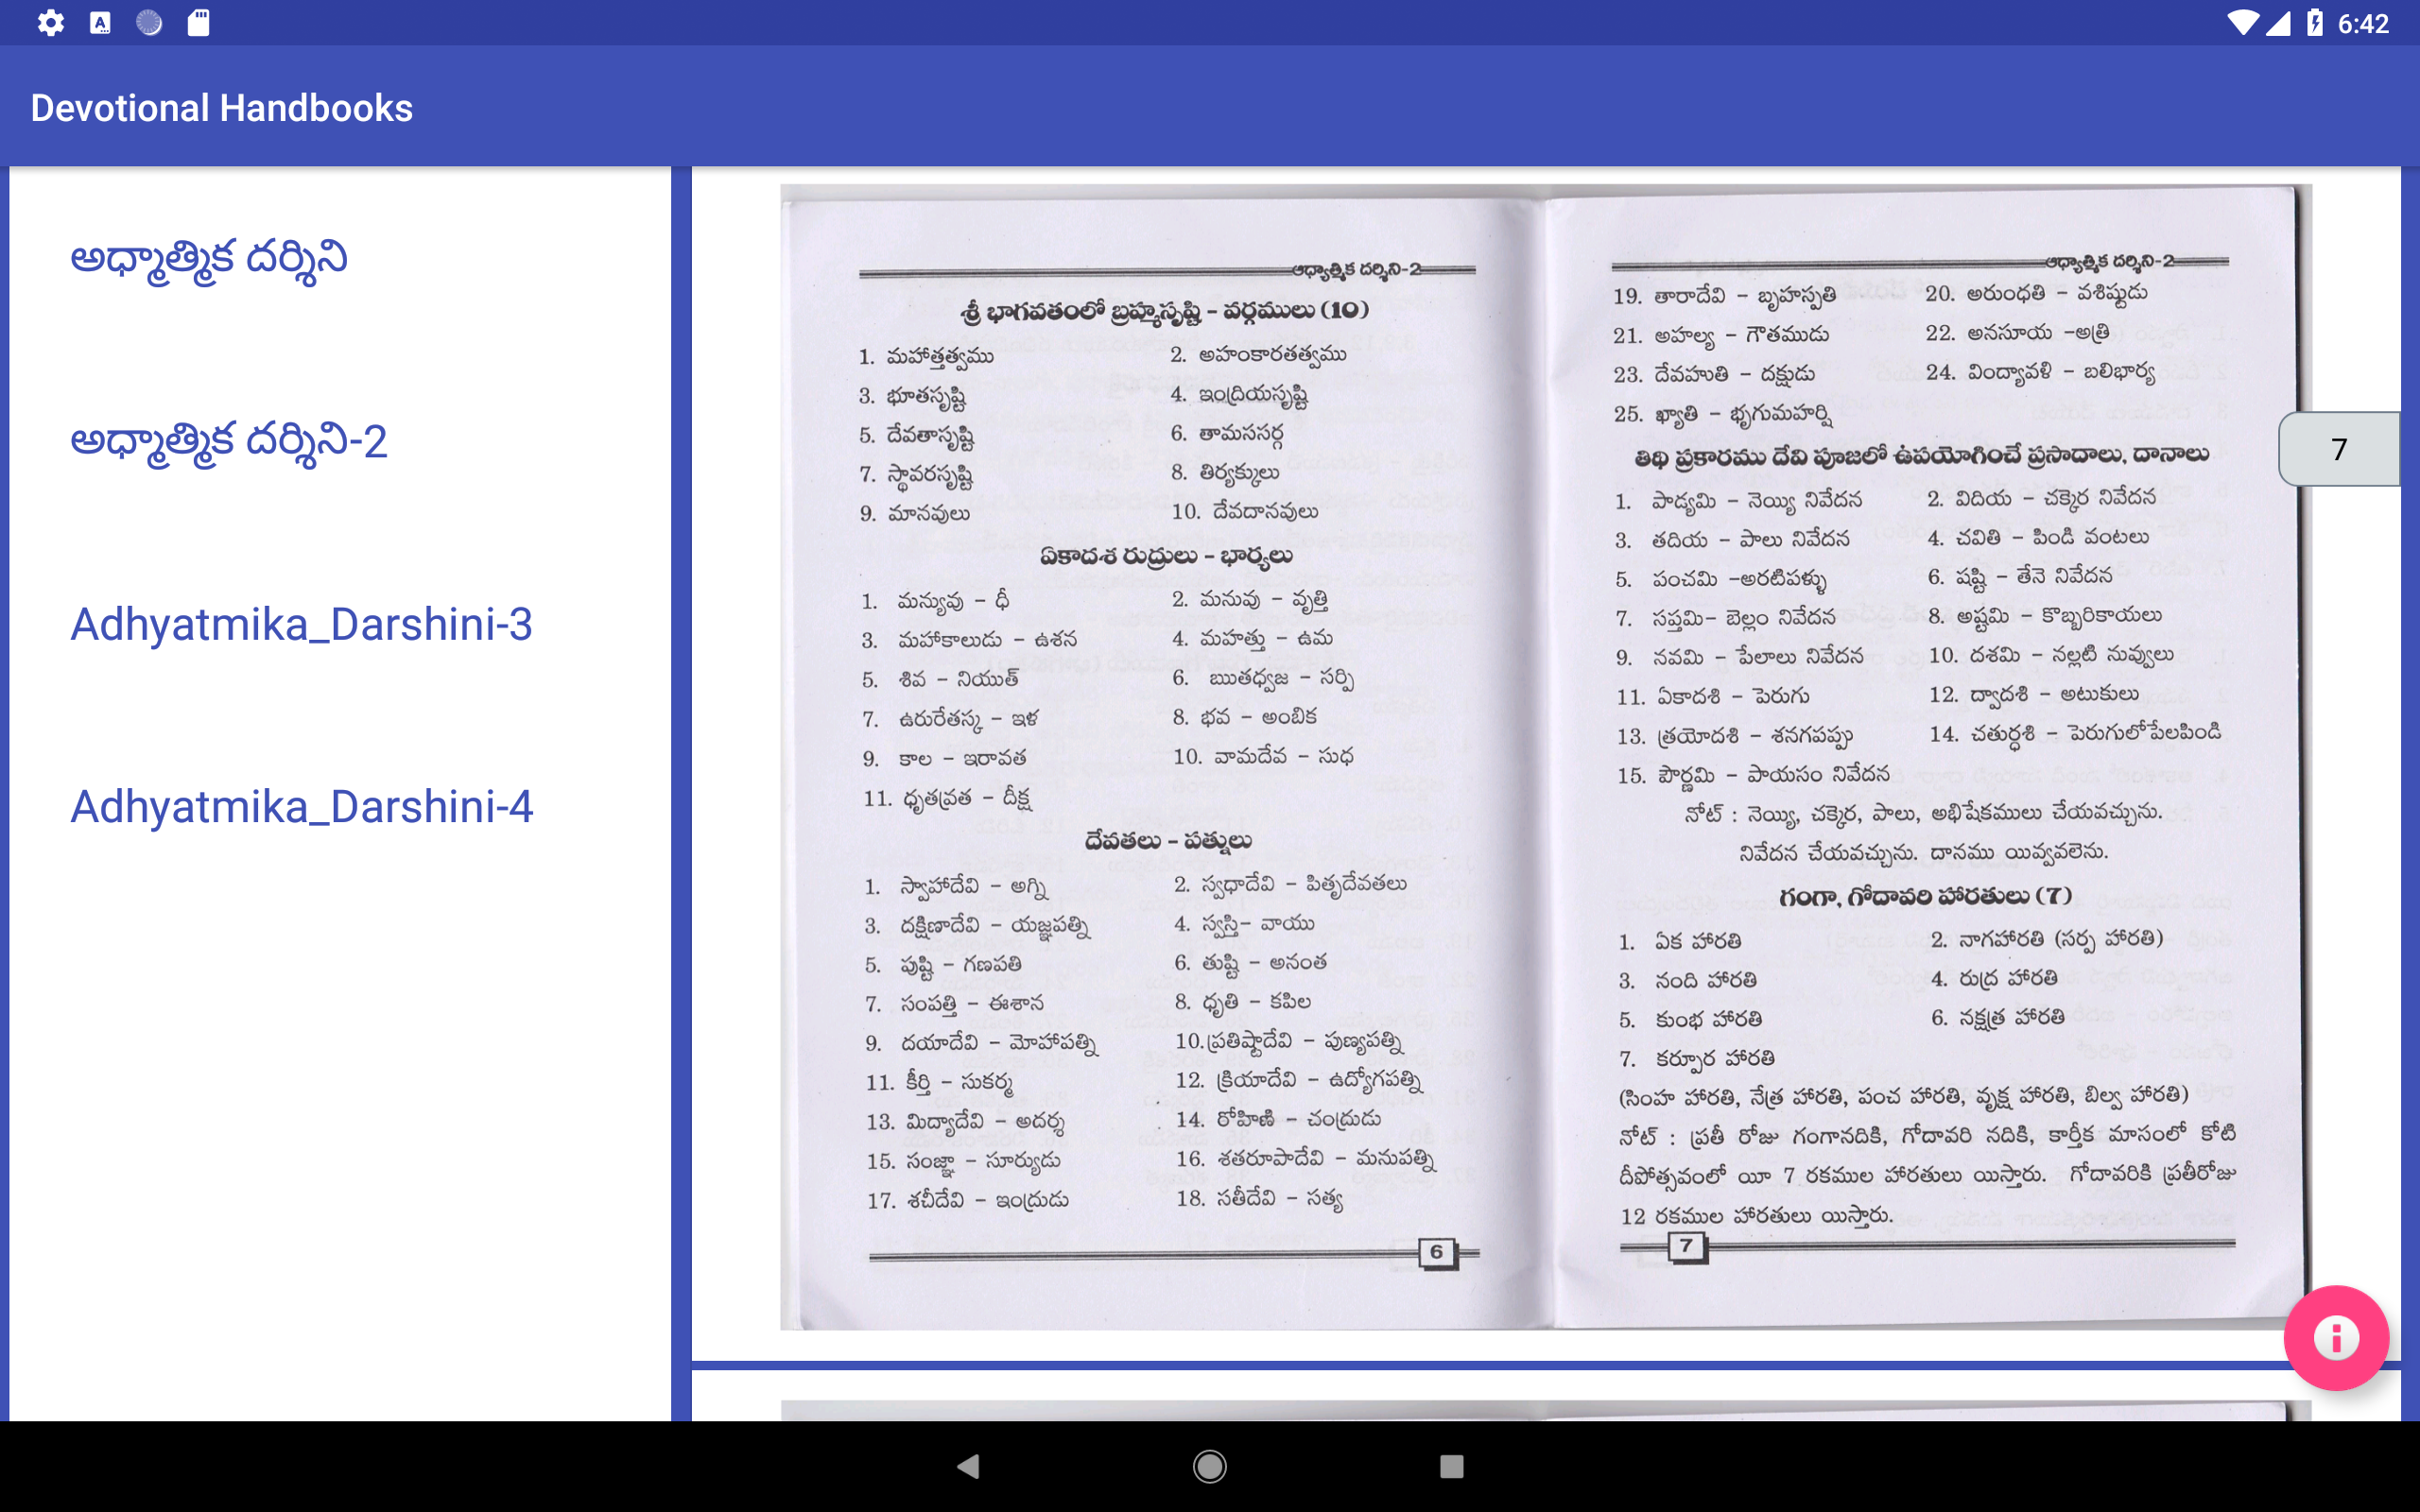 6:42
Devotional Handbooks
అధ్మాత్మిక దర్శిని
అధ్మాత్మిక దర్శిని-2
Adhyatmika_Darshini-3
Adhyatmika_Darshini-4
ఆధ్యాత్మిక దర్శిని-2
శ్రీ భాగవతంలో బ్రహ్మసృష్టి - వర్గములు (10)
1. మహాత్తత్వము 2. అహంకారతత్వము
3. భూతసృష్టి 4. ఇంద్రియసృష్టి
5. దేవతాసృష్టి 6. తామససర్గ
7. స్థావరసృష్టి 8. తిర్యక్కులు
9. మానవులు 10. దేవదానవులు
ఏకాదశ రుద్రులు - భార్యలు
1. మన్యువు - ధీ 2. మనువు - వృత్తి
3. మహాకాలుడు - ఉశన 4. మహత్తు - ఉమ
5. శివ - నియుత్ 6. ఋతధ్వజ - సర్పి
7. ఉరురేతస్క - ఇళ 8. భవ - అంబిక
9. కాల - ఇరావత 10. వామదేవ - సుధ
11. ధృతవ్రత - దీక్ష
దేవతలు - పత్నులు
1. స్వాహాదేవి - అగ్ని 2. స్వధాదేవి - పితృదేవతలు
3. దక్షిణాదేవి - యజ్ఞపత్ని 4. స్వస్తి- వాయు
5. పుష్టి - గణపతి 6. తుష్టి - అనంత
7. సంపత్తి - ఈశాన 8. ధృతి - కపిల
9. దయాదేవి - మోహాపత్ని 10.ప్రతిష్టాదేవి - పుణ్యపత్ని
11. కీర్తి - సుకర్మ 12. క్రియాదేవి - ఉద్యోగపత్ని
13. మిద్యాదేవి - అదర్శ 14. రోహిణి - చంద్రుడు
15. సంజ్ఞా - సూర్యుడు 16. శతరూపాదేవి - మనుపత్ని
17. శచీదేవి - ఇంద్రుడు 18. సతీదేవి - సత్య
6
ఆధ్యాత్మిక దర్శిని-2
19. తారాదేవి - బృహస్పతి 20. అరుంధతి - వశిష్టుడు
21. అహల్య - గౌతముడు 22. అనసూయ -అత్రి
23. దేవహుతి - దక్షుడు 24. వింద్యావళి - బలిభార్య
25. ఖ్యాతి - భృగుమహర్షి
తిథి ప్రకారము దేవి పూజలో ఉపయోగించే ప్రసాదాలు, దానాలు
1. పాద్యమి - నెయ్యి నివేదన 2. విదియ - చక్కెర నివేదన
3. తదియ - పాలు నివేదన 4. చవితి - పిండి వంటలు
5. పంచమి -అరటిపళ్ళు 6. షష్టి - తేనె నివేదన
7. సప్తమి- బెల్లం నివేదన 8. అష్టమి - కొబ్బరికాయలు
9. నవమి - పేలాలు నివేదన 10. దశమి - నల్లటి నువ్వులు
11. ఏకాదశి - పెరుగు 12. ద్వాదశి - అటుకులు
13. త్రయోదశి - శనగపప్పు 14. చతుర్థశి - పెరుగులోపేలపిండి
15. పౌర్ణమి - పాయసం నివేదన
నోట్ : నెయ్యి, చక్కెర, పాలు, అభిషేకములు చేయవచ్చును.
నివేదన చేయవచ్చును. దానము యివ్వవలెను.
గంగా, గోదావరి హారతులు (7)
1. ఏక హారతి 2. నాగహారతి (సర్ప హారతి)
3. నంది హారతి 4. రుద్ర హారతి
5. కుంభ హారతి 6. నక్షత్ర హారతి
7. కర్పూర హారతి
(సింహ హారతి, నేత్ర హారతి, పంచ హారతి, వృక్ష హారతి, బిల్వ హారతి)
నోట్ : ప్రతీ రోజు గంగానదికి, గోదావరి నదికి, కార్తీక మాసంలో కోటి
దీపోత్సవంలో యీ 7 రకముల హారతులు యిస్తారు. గోదావరికి ప్రతీరోజు
12 రకముల హారతులు యిస్తారు.
7
7